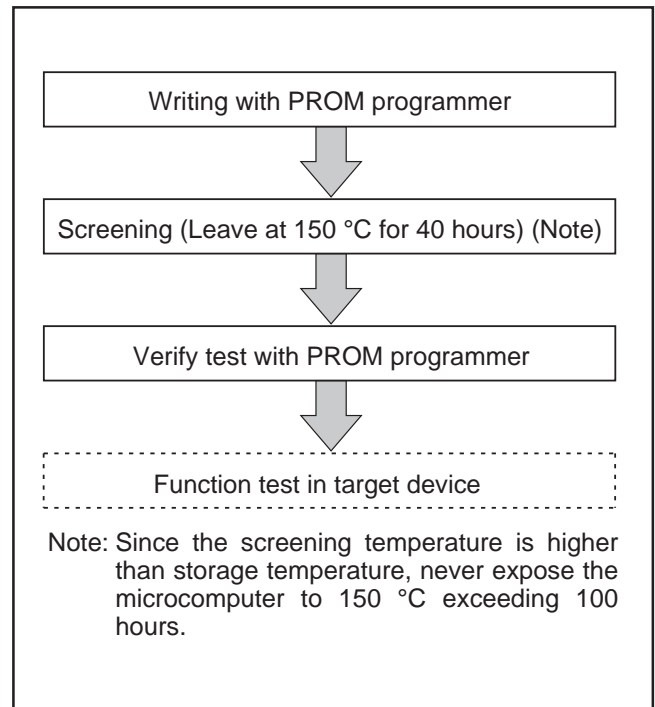 Writing with PROM programmer
Screening (Leave at 150 °C for 40 hours) (Note)
Verify test with PROM programmer
Function test in target device
Note: Since the screening temperature is higher
than storage temperature, never expose the
microcomputer to 150 °C exceeding 100
hours.